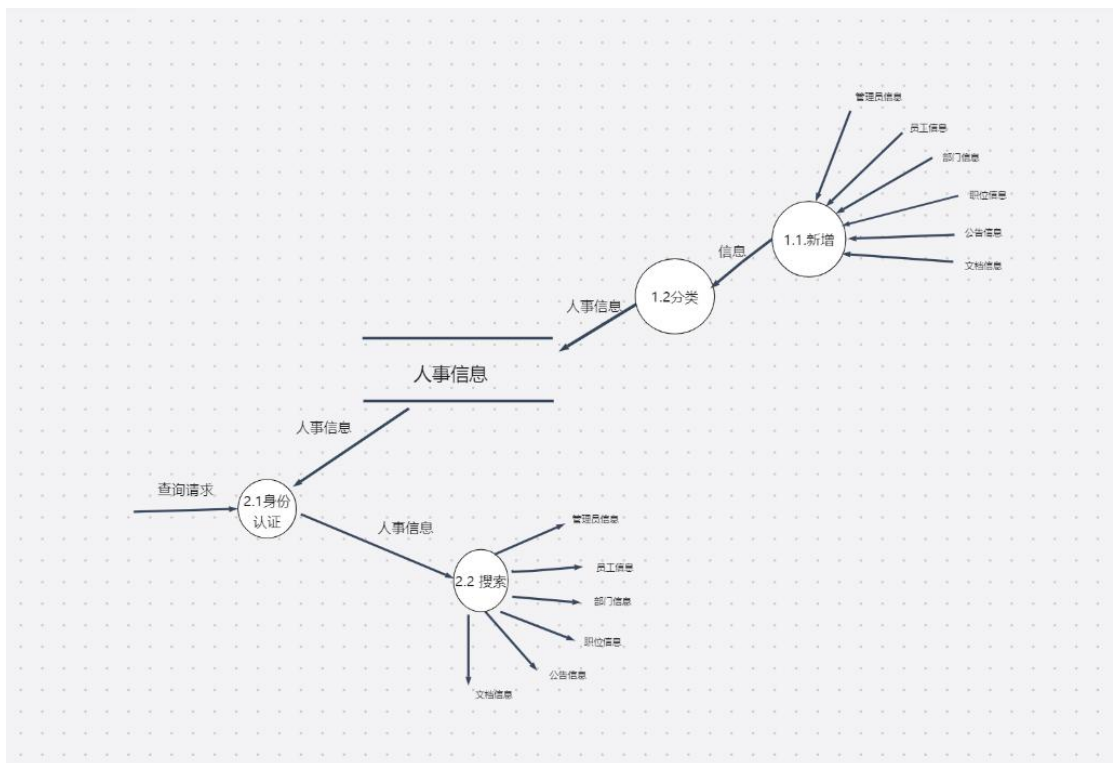 管理员信息
员工信息
部门信息
职位信息
公告信息
文档信息
1.1.新增
信息
1.2分类
人事信息
人事信息
人事信息
查询请求
2.1身份
认证
人事信息
2.2 搜索
管理员信息
员工信息
部门信息
职位信息
公告信息
文档信息